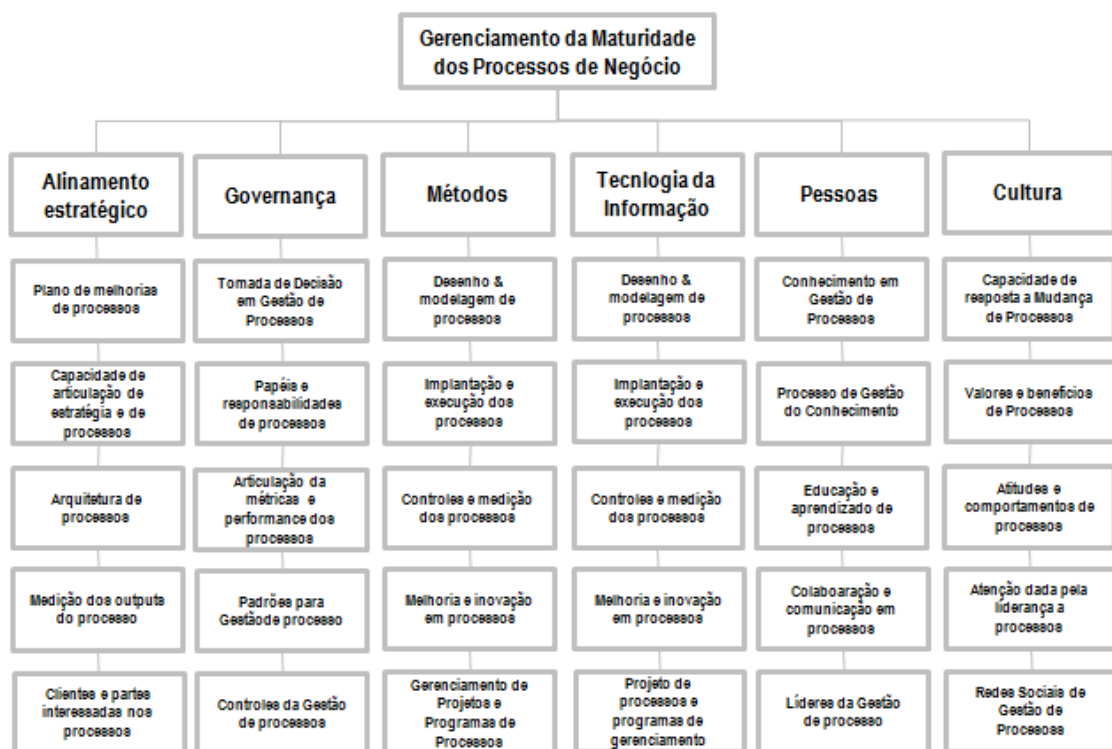 Gerenciamento da Maturidade
dos Processos de Negócio
Alinamento
estratégico
Governança
Métodos
Tecnlogia da
Informação
Pessoas
Cultura
Plano de melhorias
de processos
Tomada de Decisão
em Gestão de
Processos
Desenho &
modelagem de
processos
Desenho &
modelagem de
processos
Conhecimento em
Gestão de
Processos
Capacidade de
resposta a Mudança
de Processos
Capacidade de
articulação de
estratégia e de
processos
Papéis e
responsabilidades
de processos
Implantação e
execução dos
processos
Implantação e
execução dos
processos
Processo de Gestão
do Conhecimento
Valores e benefícios
de Processos
Arquitetura de
processos
Articulação da
métricas e
performance dos
processos
Controles e medição
dos processos
Controles e medição
dos processos
Educação e
aprendizado de
processos
Atitudes e
comportamentos de
processos
Medição dos outputs
do processo
Padrões para
Gestãode processo
Melhoria e inovação
em processos
Melhoria e inovação
em processos
Colaboaração e
comunicação em
processos
Atenção dada pela
liderança a
processos
Clientes e partes
interessadas nos
processos
Controles da Gestão
de processos
Gerenciamento de
Projetos e
Programas de
Processos
Projeto de
processos e
programas de
gerenciamento
Líderes da Gestão
de processo
Redes Sociais de
Gestão de
Processoss